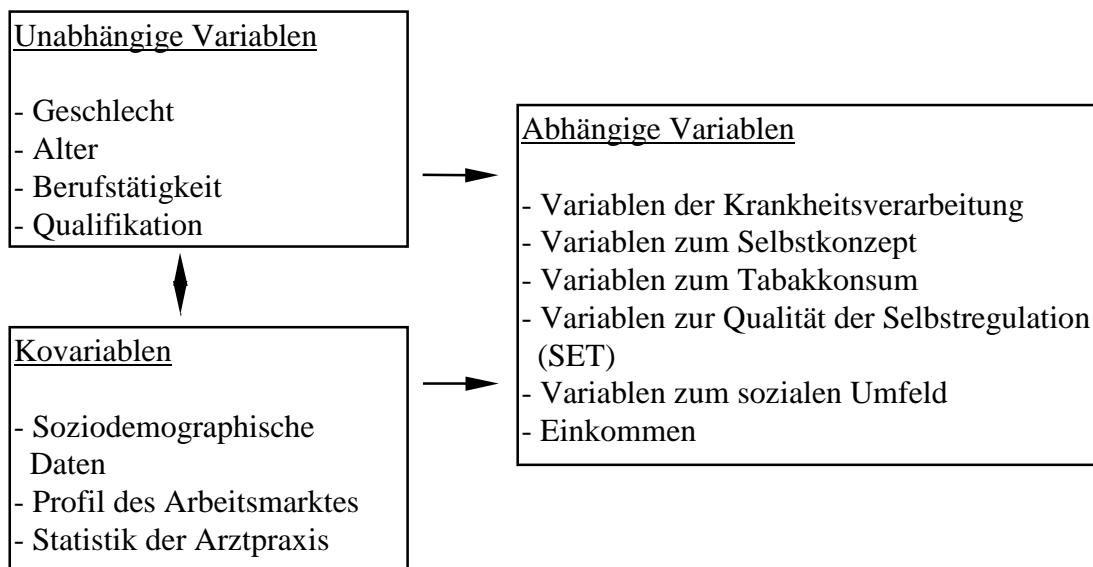 Unabhängige Variablen
- Geschlecht
- Alter
- Berufstätigkeit
- Qualifikation
Kovariablen
- Soziodemographische
Daten
- Profil des Arbeitsmarktes
- Statistik der Arztpraxis
Abhängige Variablen
- Variablen der Krankheitsverarbeitung
- Variablen zum Selbstkonzept
- Variablen zum Tabakkonsum
- Variablen zur Qualität der Selbstregulation
(SET)
- Variablen zum sozialen Umfeld
- Einkommen